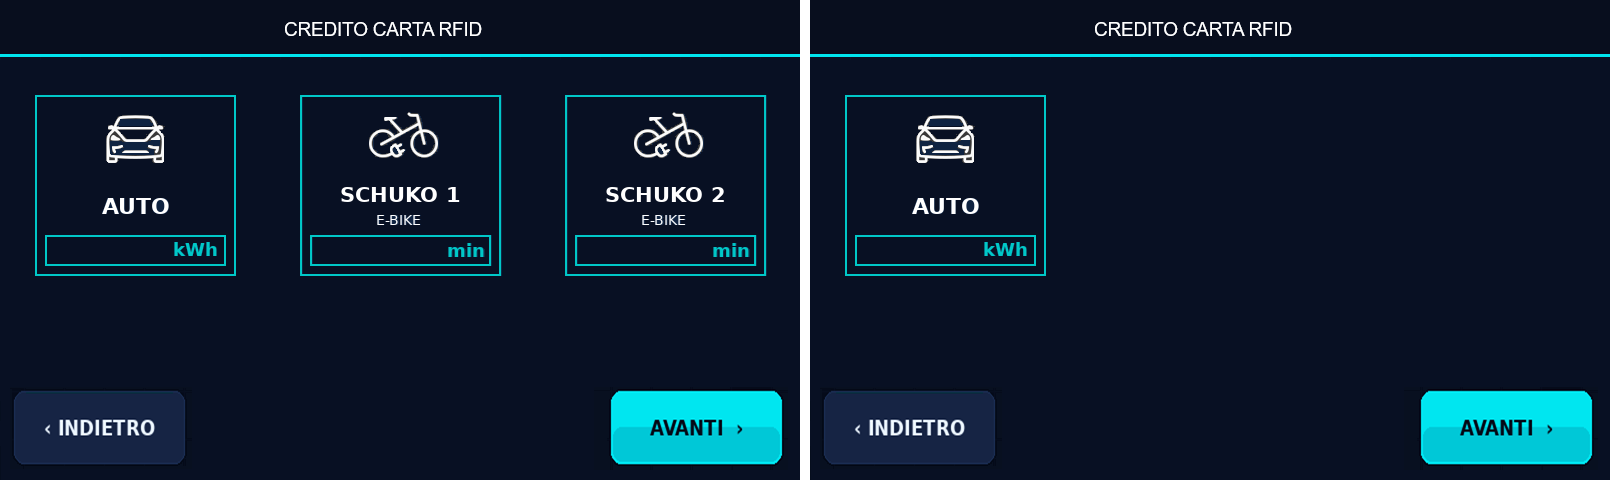 CREDITO CARTA RFID
AUTO
kWh
SCHUKO 1
E-BIKE
min
SCHUKO 2
E-BIKE
min
‹ INDIETRO
AVANTI ›
CREDITO CARTA RFID
AUTO
kWh
‹ INDIETRO
AVANTI ›